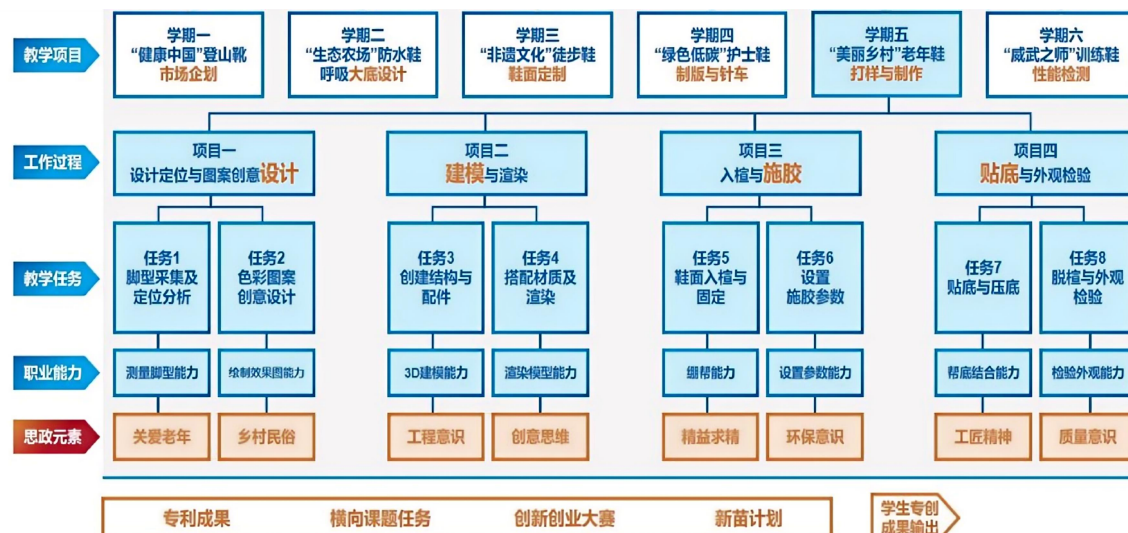 教学项目
学期一
“健康中国”登山靴
市场企划
学期二
“生态农场”防水鞋
呼吸大底设计
学期三
“非遗文化”徒步鞋
鞋面定制
学期四
“绿色低碳”护士鞋
制版与针车
学期五
“美丽乡村”老年鞋
打样与制作
学期六
“威武之师”训练鞋
性能检测
工作过程
项目一
设计定位与图案创意设计
项目二
建模与渲染
项目三
入楦与施胶
项目四
贴底与外观检验
教学任务
任务1
脚型采集及
定位分析
任务2
色彩图案
创意设计
任务3
创建结构与
配件
任务4
搭配材质及
渲染
任务5
鞋面入楦与
固定
任务6
设置
施胶参数
任务7
贴底与压底
任务8
脱楦与外观
检验
职业能力
测量脚型能力
绘制效果图能力
3D建模能力
渲染模型能力
绷帮能力
设置参数能力
帮底结合能力
检验外观能力
思政元素
关爱老年
乡村民俗
工程意识
创意思维
精益求精
环保意识
工匠精神
质量意识
专利成果
横向课题任务
创新创业大赛
新苗计划
学生专创
成果输出